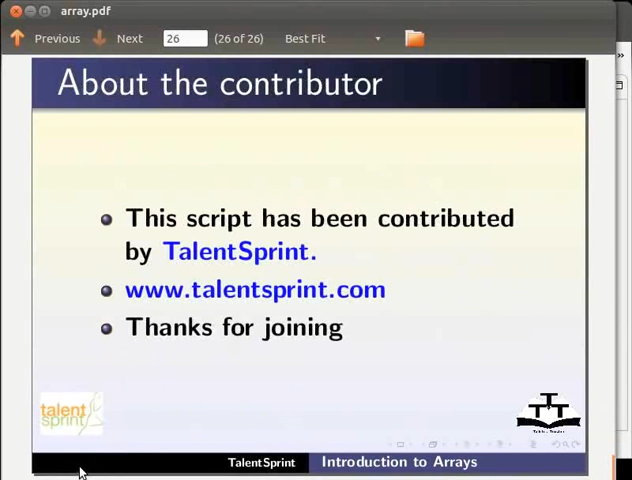 array.pdf
Previous Next 26 (26 of 26) Best Fit
About the contributor
This script has been contributed
by TalentSprint.
www.talentsprint.com
Thanks for joining
talent
sprint
TalentSprint Introduction to Arrays